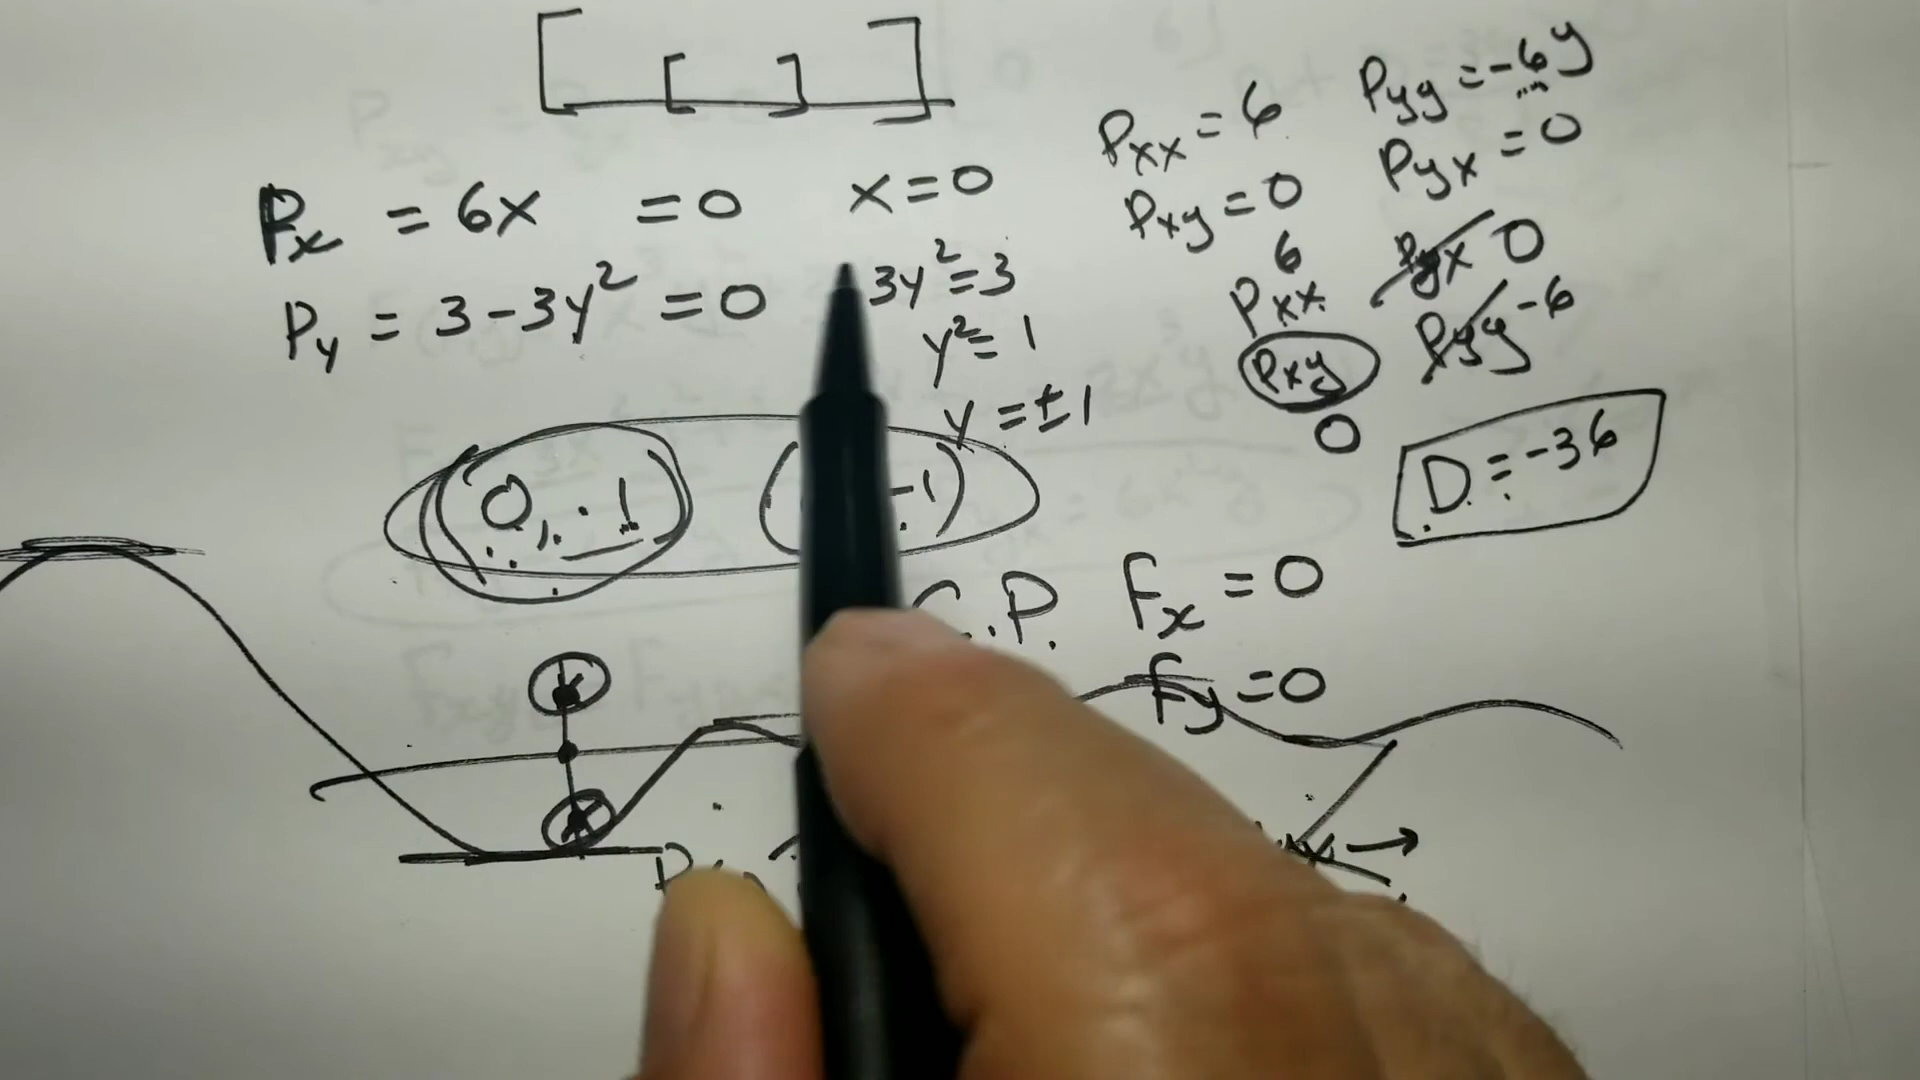 Px = 6x = 0 x = 0
Py = 3 - 3y² = 0 3y² = 3
y² = 1
y = ±1
(0, 1) ( -1)
Pxx = 6 Pyy = -6y
Pxy = 0 Pyx = 0
6 Pyx 0
Pxx Pyy -6
Pxy
0
D = -36
C.P. Fx = 0
Fy = 0